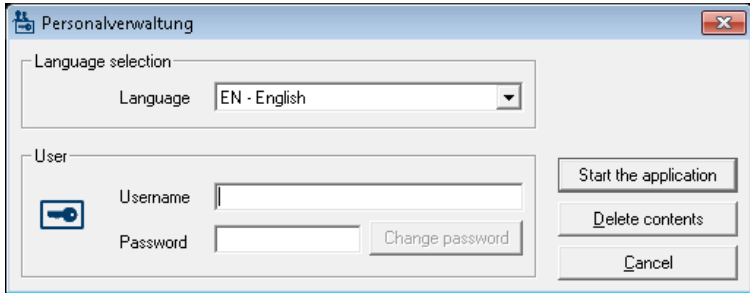 Personalverwaltung
Language selection
Language EN - English
User
Username
Password Change password
Start the application
Delete contents
Cancel